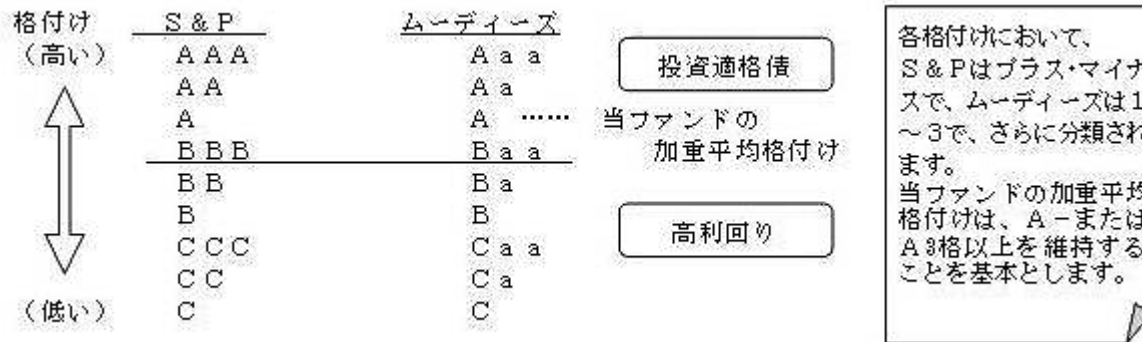 格付け S&P ムーディーズ
(高い) AAA Aaa 投資適格債
AA Aa
A A ‥‥‥ 当ファンドの
BBB Baa 加重平均格付け
BB Ba
B B 高利回り
CCC Caa
CC Ca
(低い) C C
各格付けにおいて、
S&Pはプラス・マイナ
スで、ムーディーズは1
~3で、さらに分類され
ます。
当ファンドの加重平均
格付けは、A-または
A3格以上を維持する
ことを基本とします。